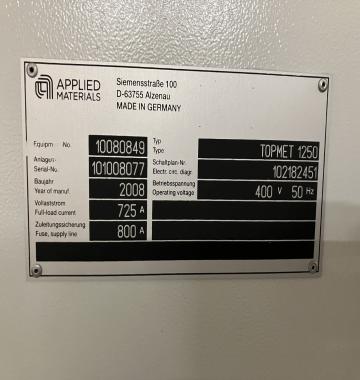 APPLIED MATERIALS
Siemensstraße 100
D-63755 Alzenau
MADE IN GERMANY
Equipm No. 10080849
Typ
Type TOPMET 1250
Anlagen
Serial-No. 101008077
Schaltplan-Nr.
Electr. circ. diagr. 102182451
Baujahr
Year of manuf. 2008
Betriebsspannung
Operating voltage 400 V 50 Hz
Vollaststrom
Full-load current 725 A
Zuleitungssicherung
Fuse, supply line 800 A